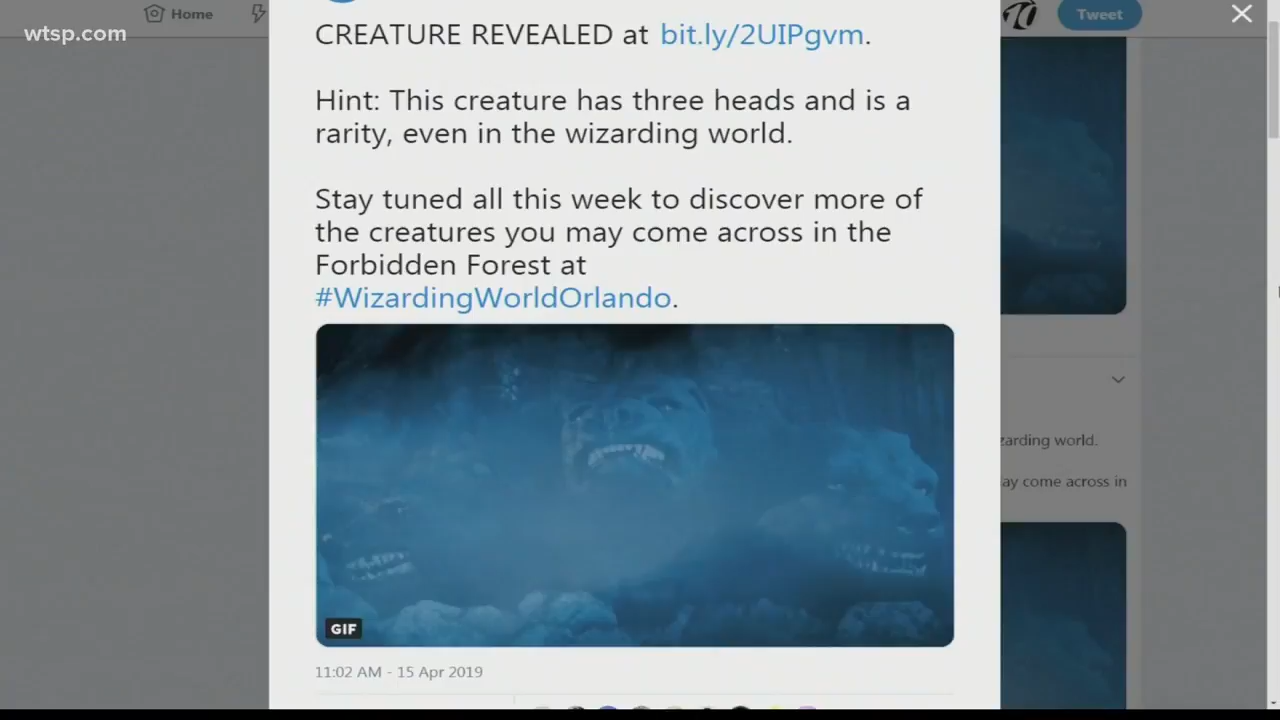 Home
Tweet
wtsp.com
CREATURE REVEALED at bit.ly/2UIPgvm.
Hint: This creature has three heads and is a
rarity, even in the wizarding world.
Stay tuned all this week to discover more of
the creatures you may come across in the
Forbidden Forest at
#WizardingWorldOrlando.
zarding world.
ay come across in
GIF
11:02 AM - 15 Apr 2019